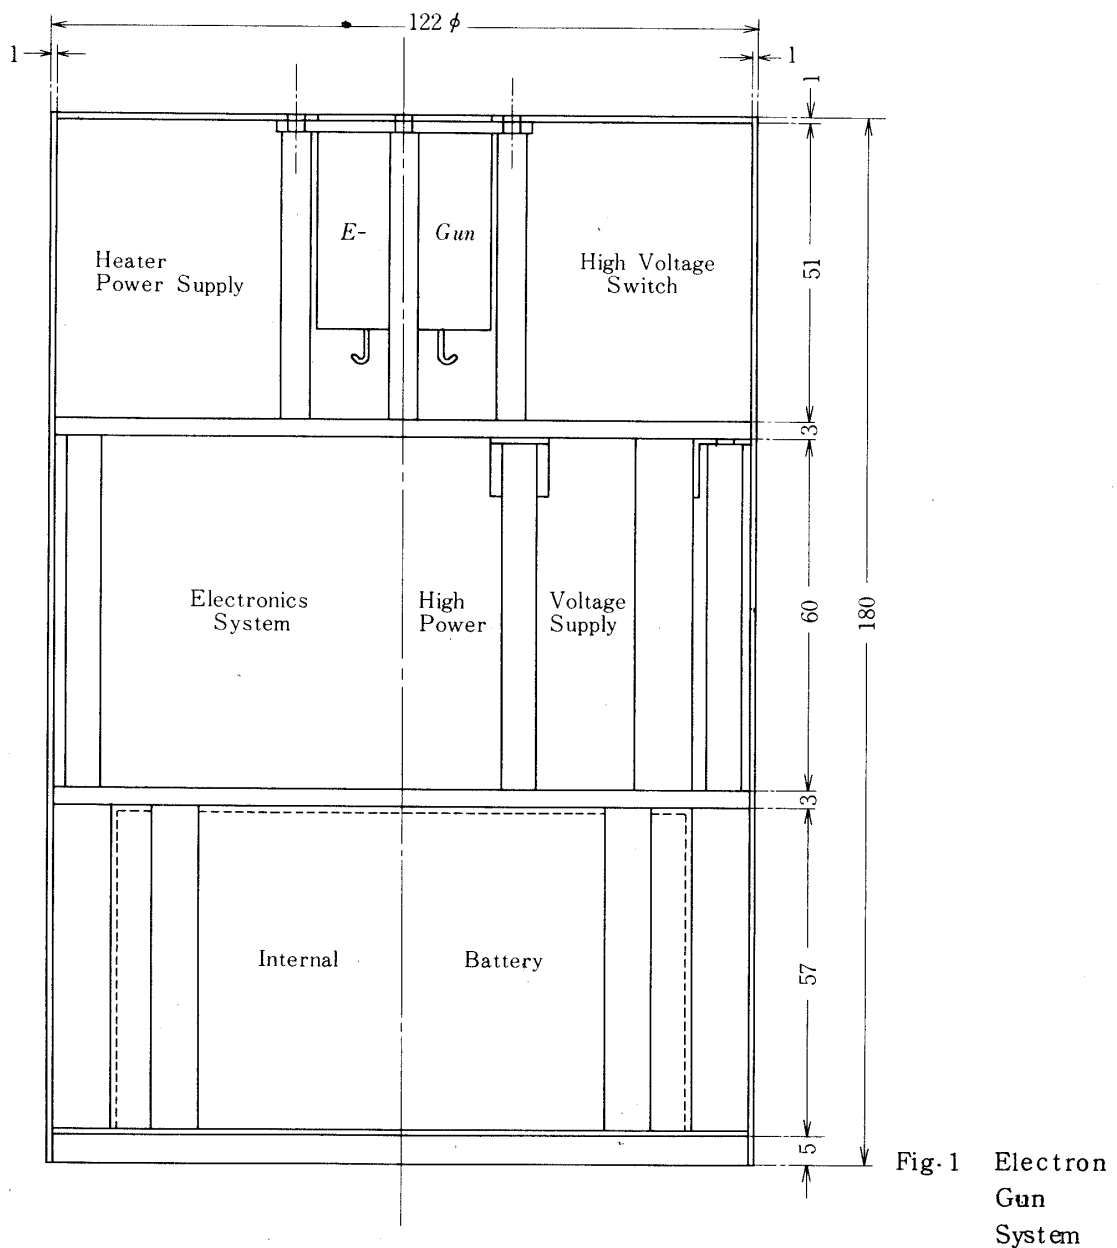 122 φ
1
1
1
E-
Gun
Heater
Power Supply
High Voltage
Switch
51
3
Electronics
System
High
Power
Voltage
Supply
60
180
3
Internal
Battery
57
5
Fig. 1 Electron
Gun
System